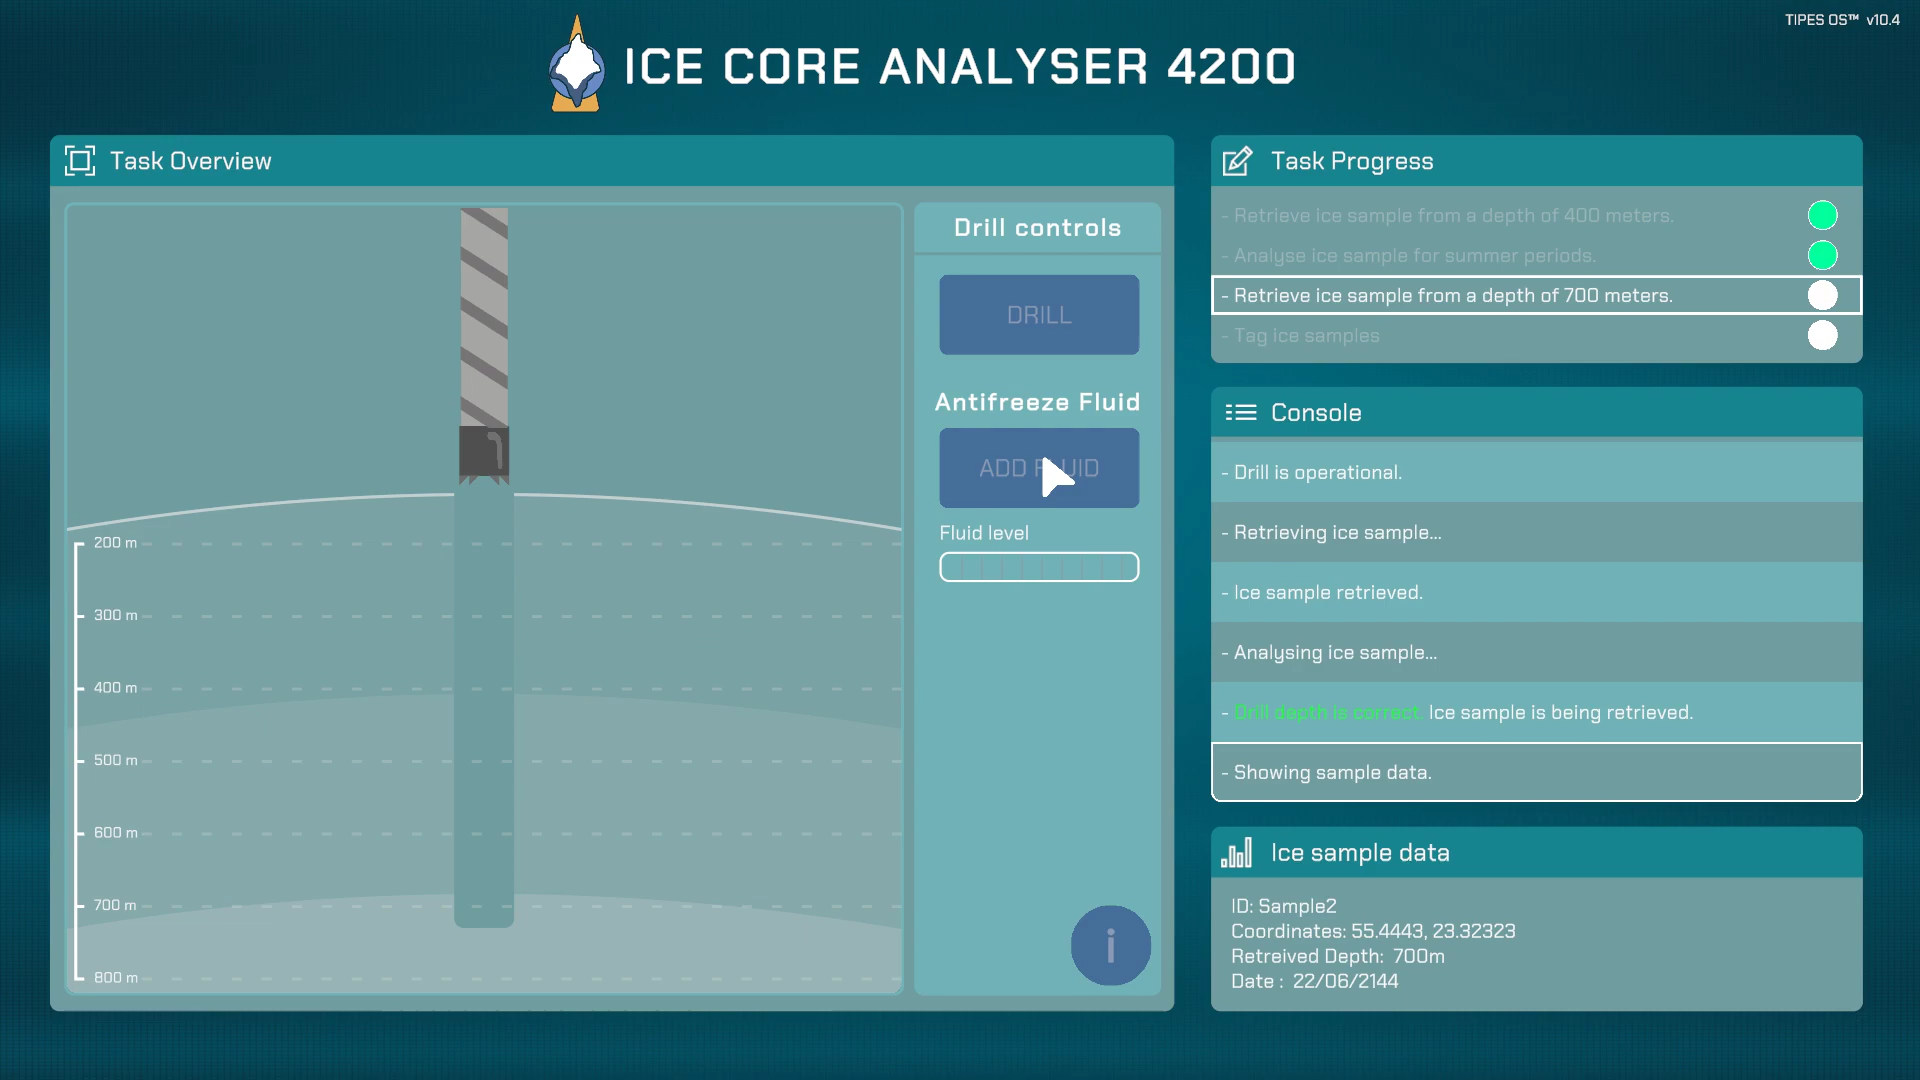 TIPES OS™ v10.4
ICE CORE ANALYSER 4200
Task Overview
Drill controls
DRILL
Antifreeze Fluid
ADD FLUID
Fluid level
i
200 m
300 m
400 m
500 m
600 m
700 m
800 m
Task Progress
- Retrieve ice sample from a depth of 400 meters.
- Analyse ice sample for summer periods.
- Retrieve ice sample from a depth of 700 meters.
- Tag ice samples
Console
- Drill is operational.
- Retrieving ice sample...
- Ice sample retrieved.
- Analysing ice sample...
- Drill depth is correct. Ice sample is being retrieved.
- Showing sample data.
Ice sample data
ID: Sample2
Coordinates: 55.4443, 23.32323
Retreived Depth: 700m
Date : 22/06/2144